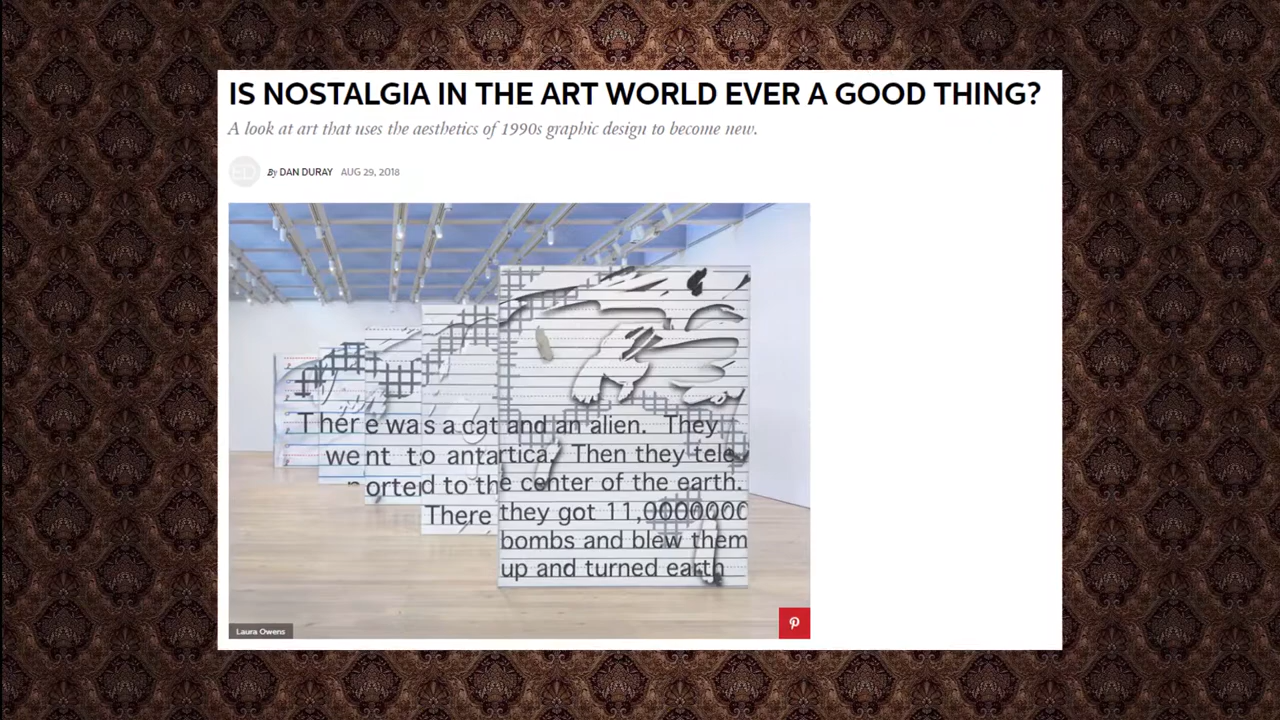 IS NOSTALGIA IN THE ART WORLD EVER A GOOD THING?
A look at art that uses the aesthetics of 1990s graphic design to become new.
ED
By DAN DURAY AUG 29, 2018
There was a cat and an alien. They
went to antartica. Then they tele
ported to the center of the earth.
There they got 11,0000000
bombs and blew them
up and turned earth
Laura Owens